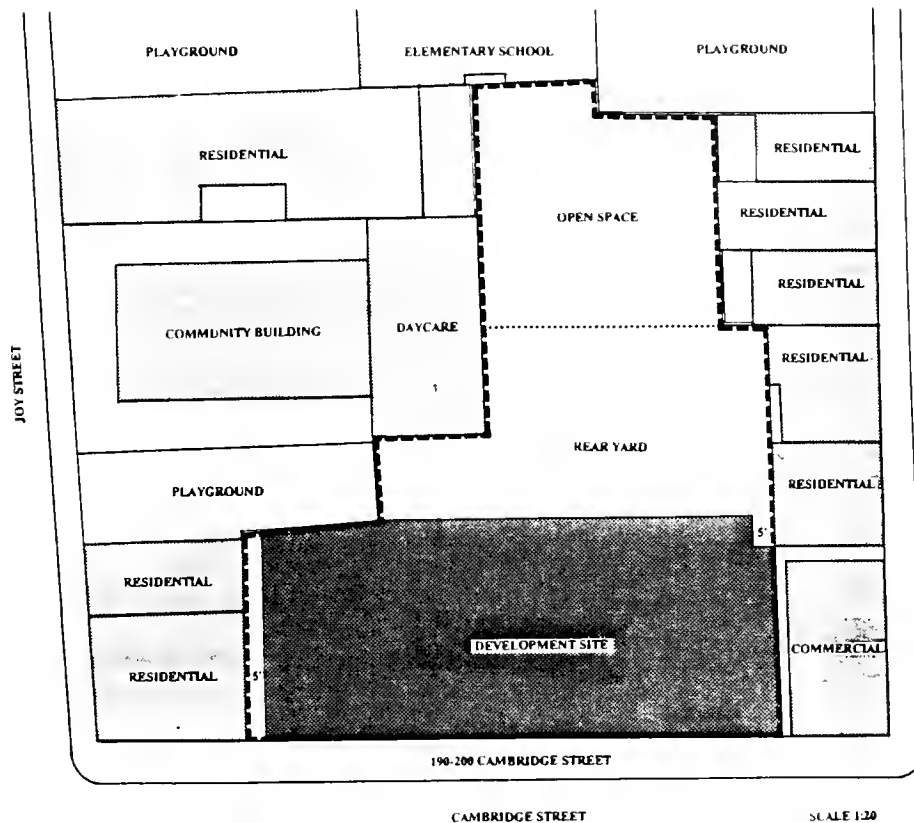 PLAYGROUND
ELEMENTARY SCHOOL
PLAYGROUND
RESIDENTIAL
RESIDENTIAL
OPEN SPACE
RESIDENTIAL
RESIDENTIAL
COMMUNITY BUILDING
DAYCARE
RESIDENTIAL
JOY STREET
REAR YARD
PLAYGROUND
RESIDENTIAL
5'
RESIDENTIAL
DEVELOPMENT SITE
COMMERCIAL
RESIDENTIAL
5'
190-200 CAMBRIDGE STREET
CAMBRIDGE STREET
SCALE 1:20